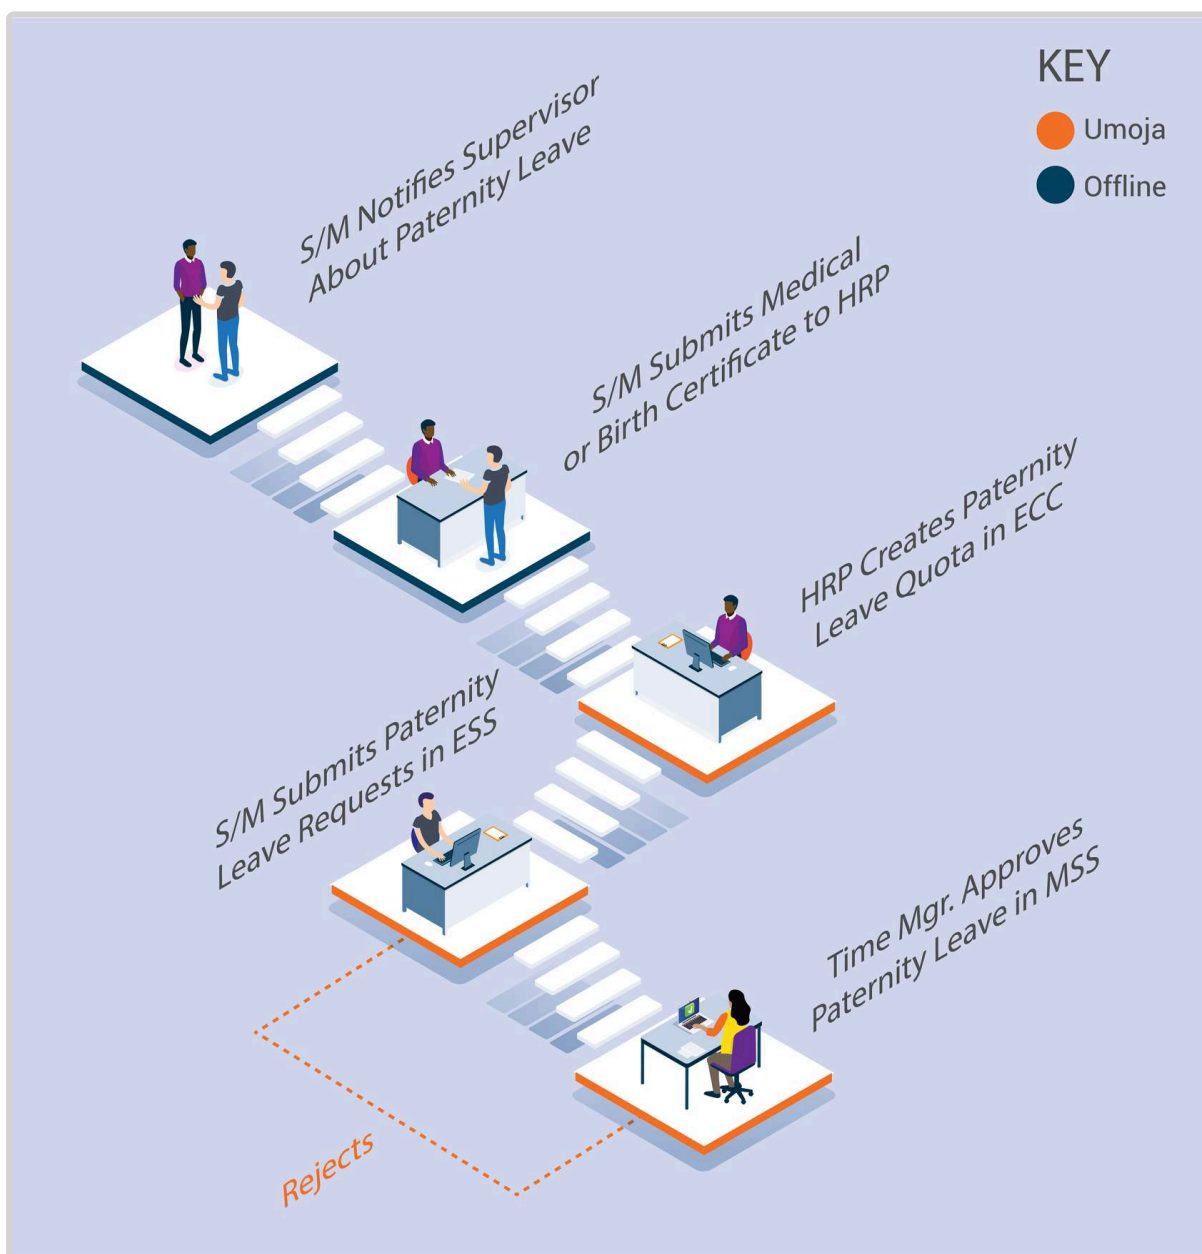 KEY
Umoja
Offline
S/M Notifies Supervisor
About Paternity Leave
S/M Submits Medical
or Birth Certificate to HRP
HRP Creates Paternity
Leave Quota in ECC
S/M Submits Paternity
Leave Requests in ESS
Time Mgr. Approves
Paternity Leave in MSS
Rejects